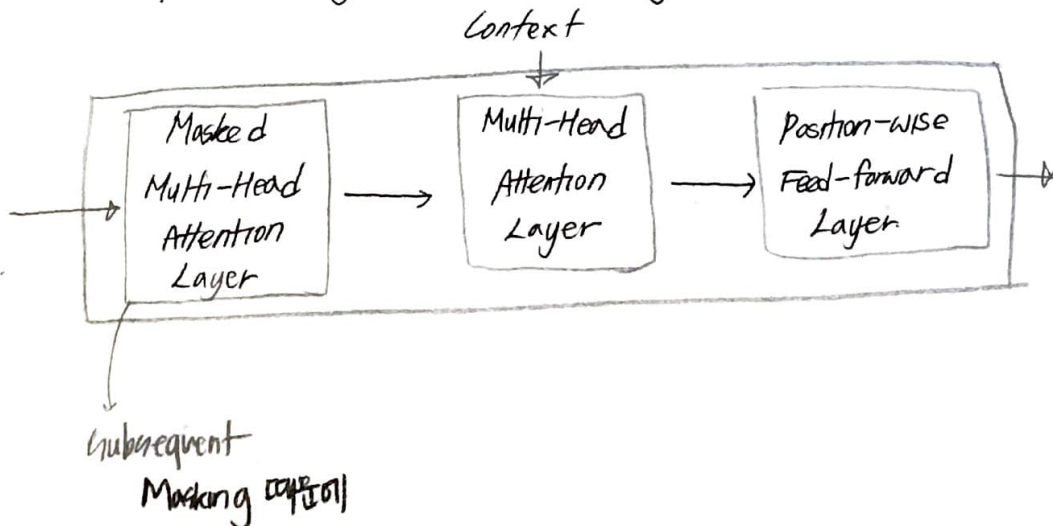 Context
Masked
Multi-Head
Attention
Layer
Multi-Head
Attention
Layer
Position-wise
Feed-forward
Layer
Subsequent
Masking 때문에